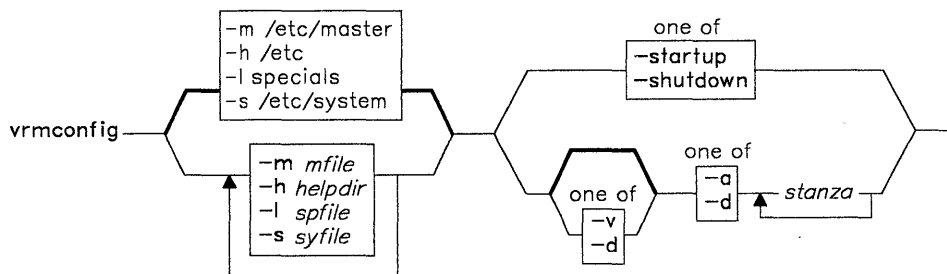 -m /etc/master
-h /etc
-l specials
-s /etc/system
vrmconfig
-m mfile
-h helpdir
-l spfile
-s syfile
one of
-startup
-shutdown
one of
-v
-d
one of
-a
-d
stanza